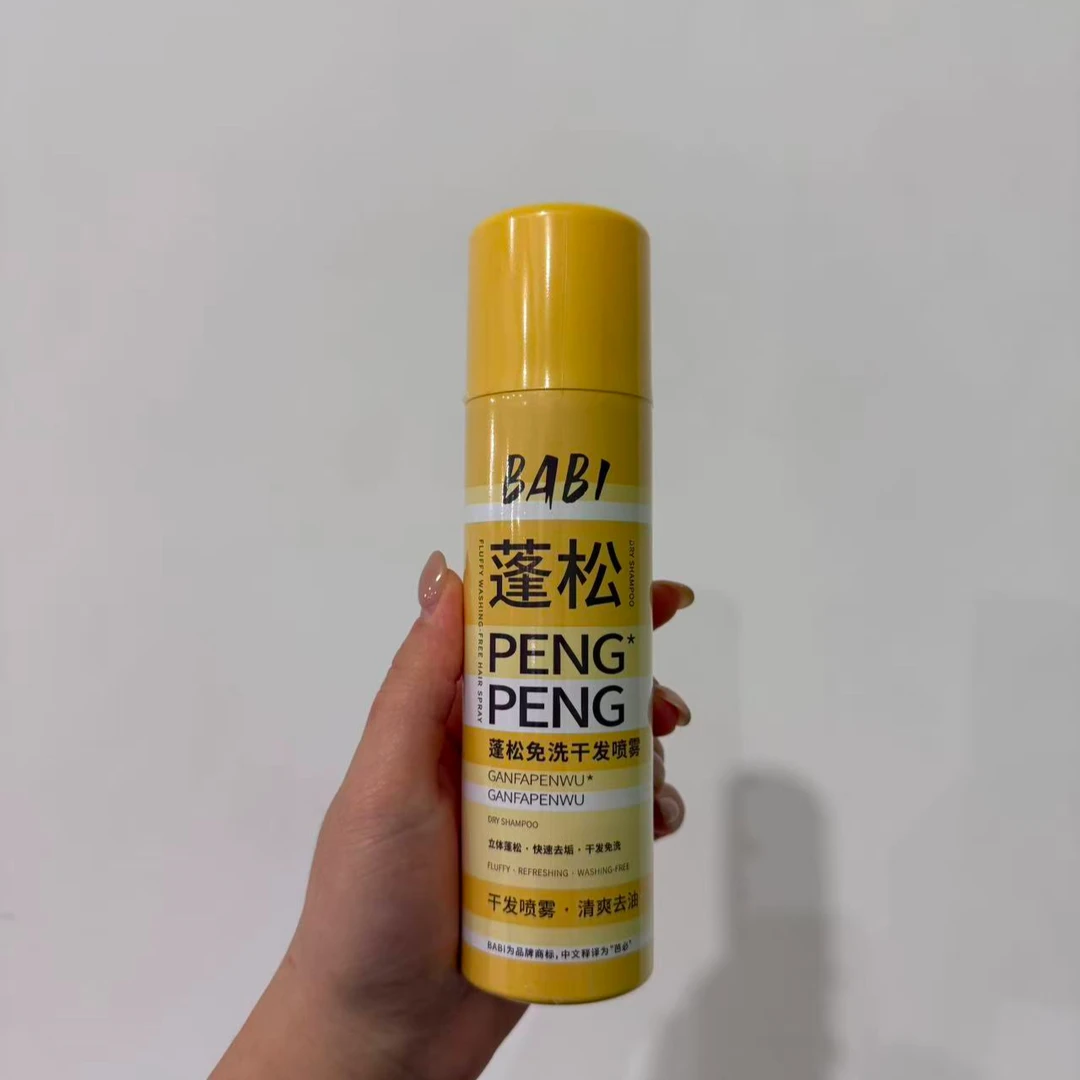 BABI
蓬松
FLUFFY WASHING-FREE HAIR SPRAY
DRY SHAMPOO
PENG*
PENG
蓬松免洗干发喷雾
GANFAPENWU*
GANFAPENWU
DRY SHAMPOO
立体蓬松·快速去垢·干发免洗
FLUFFY·REFRESHING·WASHING-FREE
干发喷雾·清爽去油
BABI为品牌商标，中文释译为"芭必"